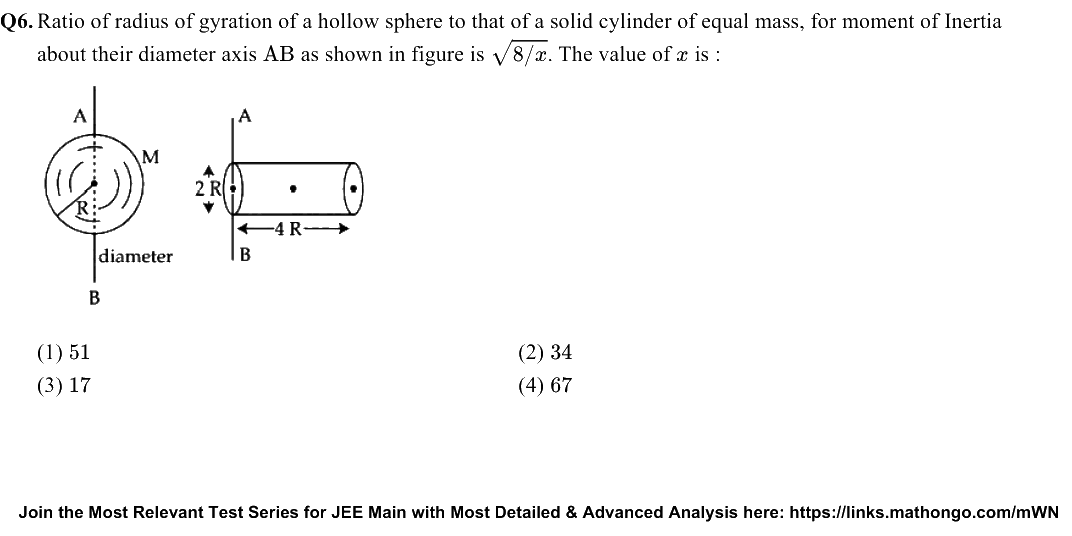 Q6. Ratio of radius of gyration of a hollow sphere to that of a solid cylinder of equal mass, for moment of Inertia
about their diameter axis AB as shown in figure is √8/x. The value of x is :
A
M
R
diameter
B
A
2 R
4 R
B
(1) 51
(2) 34
(3) 17
(4) 67
Join the Most Relevant Test Series for JEE Main with Most Detailed & Advanced Analysis here: https://links.mathongo.com/mWN